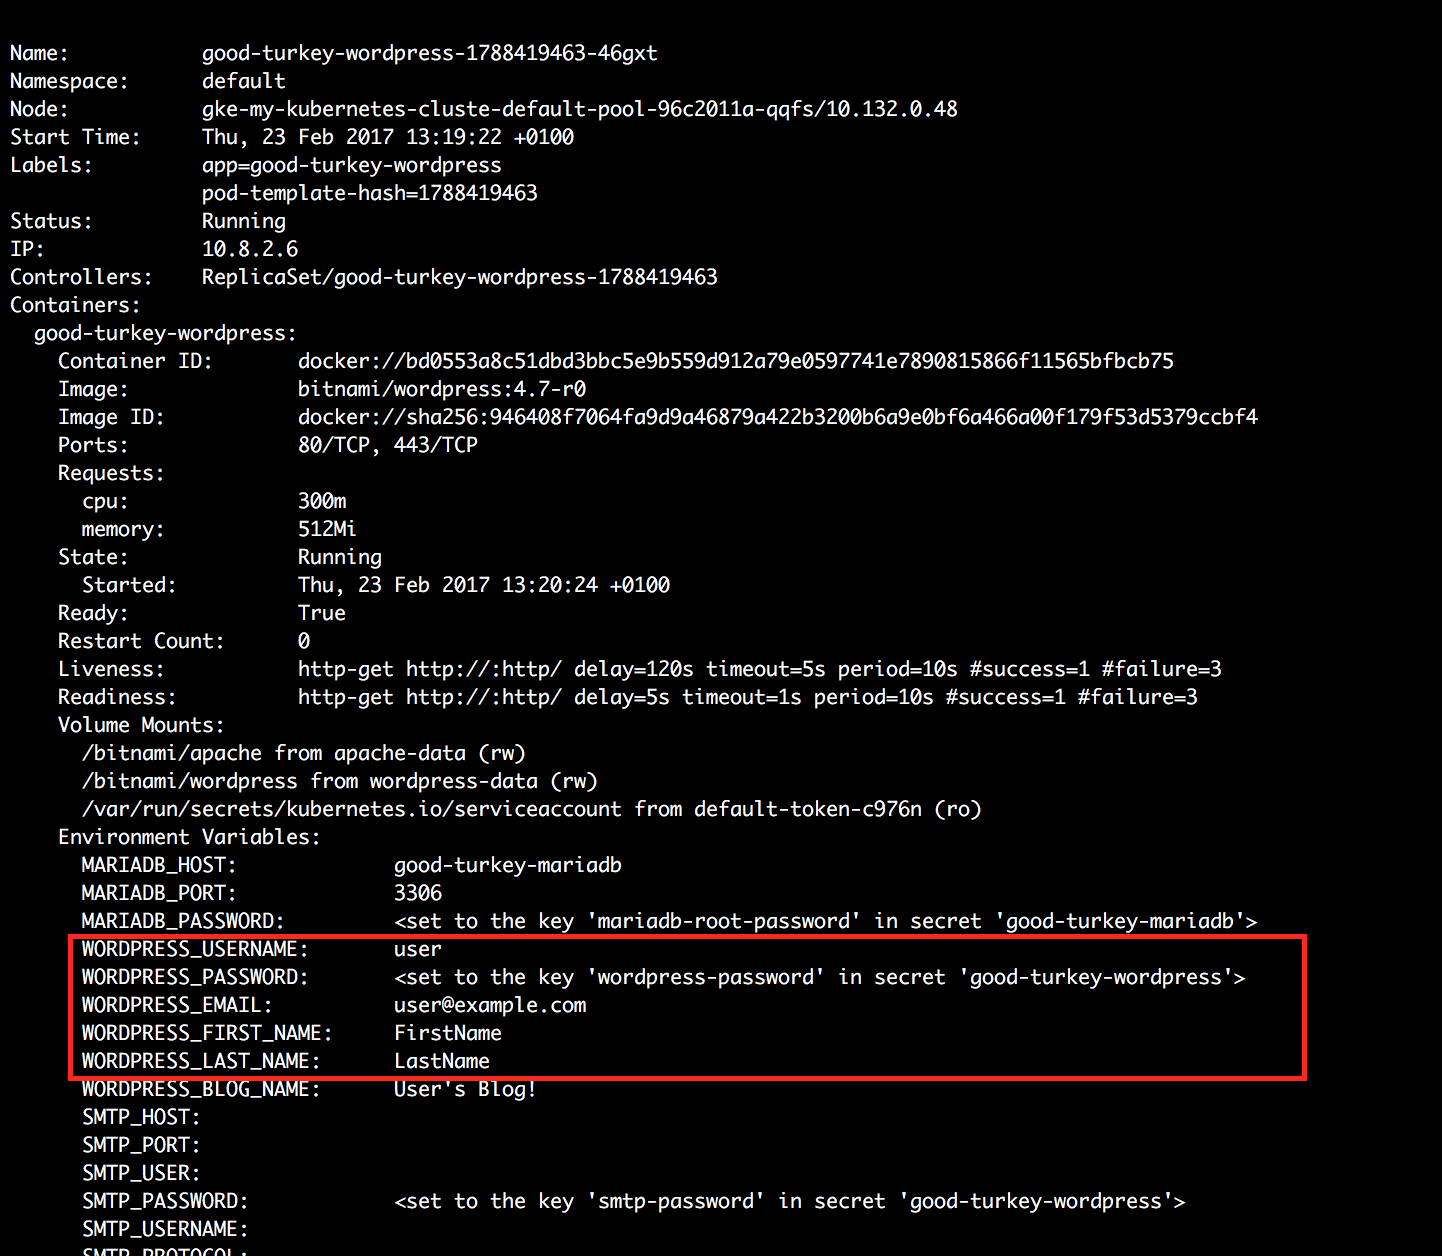 Name: good-turkey-wordpress-1788419463-46gxt
Namespace: default
Node: gke-my-kubernetes-cluste-default-pool-96c2011a-qqfs/10.132.0.48
Start Time: Thu, 23 Feb 2017 13:19:22 +0100
Labels: app=good-turkey-wordpress
pod-template-hash=1788419463
Status: Running
IP: 10.8.2.6
Controllers: ReplicaSet/good-turkey-wordpress-1788419463
Containers:
good-turkey-wordpress:
Container ID: docker://bd0553a8c51dbd3bbc5e9b559d912a79e0597741e7890815866f11565bfbcb75
Image: bitnami/wordpress:4.7-r0
Image ID: docker://sha256:946408f7064fa9d9a46879a422b3200b6a9e0bf6a466a00f179f53d5379ccbf4
Ports: 80/TCP, 443/TCP
Requests:
cpu: 300m
memory: 512Mi
State: Running
Started: Thu, 23 Feb 2017 13:20:24 +0100
Ready: True
Restart Count: 0
Liveness: http-get http://:http/ delay=120s timeout=5s period=10s #success=1 #failure=3
Readiness: http-get http://:http/ delay=5s timeout=1s period=10s #success=1 #failure=3
Volume Mounts:
/bitnami/apache from apache-data (rw)
/bitnami/wordpress from wordpress-data (rw)
/var/run/secrets/kubernetes.io/serviceaccount from default-token-c976n (ro)
Environment Variables:
MARIADB_HOST: good-turkey-mariadb
MARIADB_PORT: 3306
MARIADB_PASSWORD: <set to the key 'mariadb-root-password' in secret 'good-turkey-mariadb'>
WORDPRESS_USERNAME: user
WORDPRESS_PASSWORD: <set to the key 'wordpress-password' in secret 'good-turkey-wordpress'>
WORDPRESS_EMAIL: user@example.com
WORDPRESS_FIRST_NAME: FirstName
WORDPRESS_LAST_NAME: LastName
WORDPRESS_BLOG_NAME: User's Blog!
SMTP_HOST:
SMTP_PORT:
SMTP_USER:
SMTP_PASSWORD: <set to the key 'smtp-password' in secret 'good-turkey-wordpress'>
SMTP_USERNAME:
SMTP_PROTOCOL: